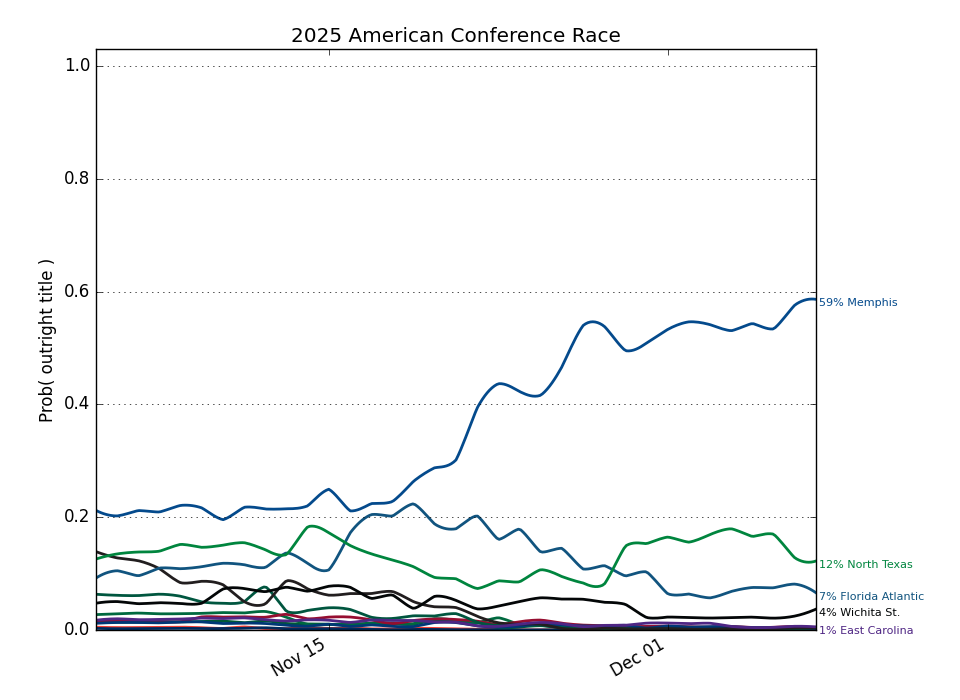 2025 American Conference Race
1.0
0.8
0.6
0.4
0.2
0.0
Prob( outright title )
Nov 15
Dec 01
59% Memphis
12% North Texas
7% Florida Atlantic
4% Wichita St.
1% East Carolina